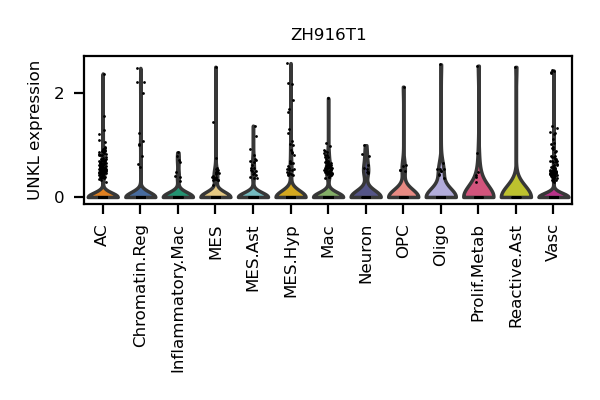 ZH916T1
UNKL expression
2
0
AC
Chromatin.Reg
Inflammatory.Mac
MES
MES.Ast
MES.Hyp
Mac
Neuron
OPC
Oligo
Prolif.Metab
Reactive.Ast
Vasc